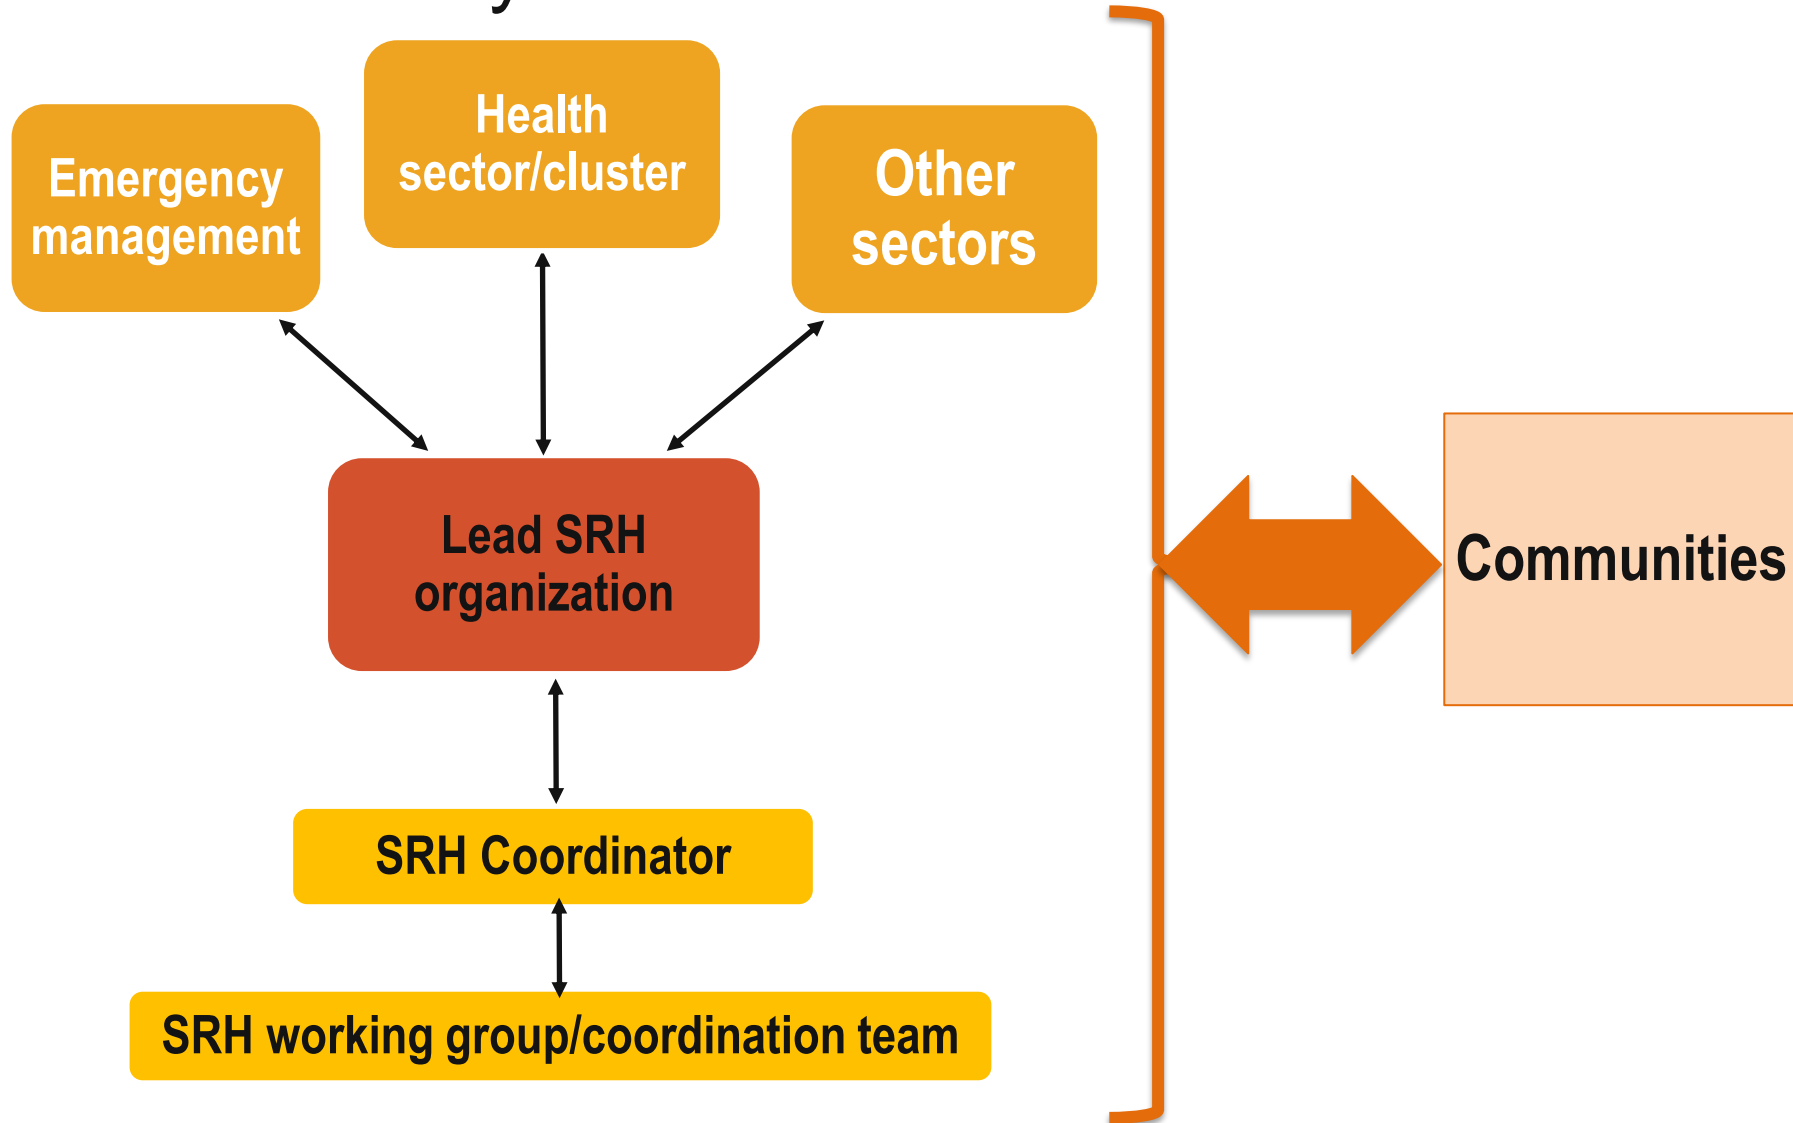 Health
sector/cluster
Emergency
management
Other
sectors
Lead SRH
organization
Communities
SRH Coordinator
SRH working group/coordination team